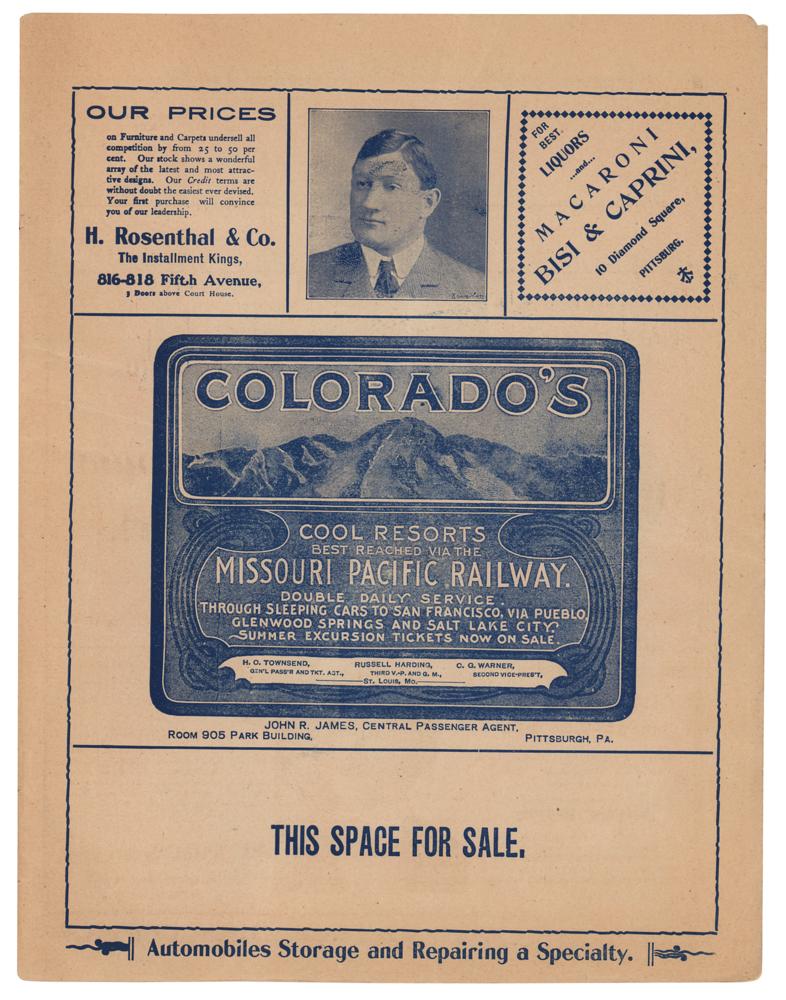 OUR PRICES
on Furniture and Carpets undersell all
competition by from 25 to 50 per
cent. Our stock shows a wonderful
array of the latest and most attrac-
tive designs. Our Credit terms are
without doubt the easiest ever devised.
Your first purchase will convince
you of our leadership.
H. Rosenthal & Co.
The Installment Kings,
816-818 Fifth Avenue,
3 Doors above Court House.
FOR
BEST
LIQUORS
...and...
MACARONI
BISI & CAPRINI,
10 Diamond Square,
PITTSBURG.
COLORADO'S
COOL RESORTS
BEST REACHED VIA THE
MISSOURI PACIFIC RAILWAY.
DOUBLE DAILY SERVICE.
THROUGH SLEEPING CARS TO SAN FRANCISCO, VIA PUEBLO,
GLENWOOD SPRINGS AND SALT LAKE CITY.
SUMMER EXCURSION TICKETS NOW ON SALE.
H. C. TOWNSEND, RUSSELL HARDING, C. G. WARNER,
GEN'L PASS'R AND TKT. AGT., THIRD V.-P. AND G. M., SECOND VICE-PREST,
ST. LOUIS, MO.
JOHN R. JAMES, CENTRAL PASSENGER AGENT,
ROOM 905 PARK BUILDING, PITTSBURGH, PA.
THIS SPACE FOR SALE.
Automobiles Storage and Repairing a Specialty.